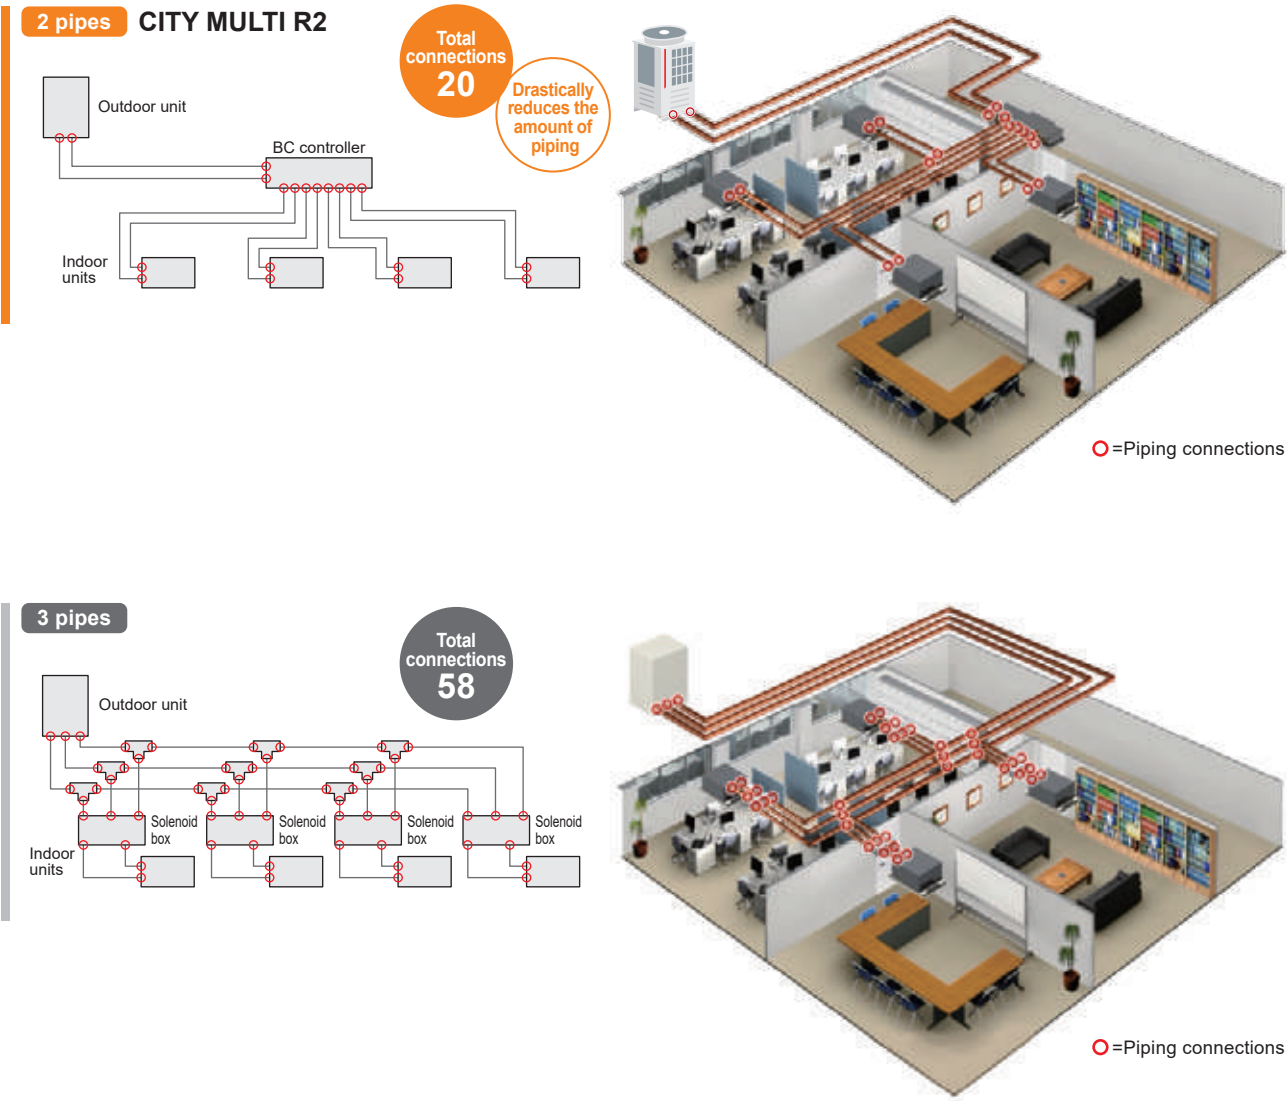 2 pipes CITY MULTI R2
Total
connections
20
Drastically
reduces the
amount of
piping
Outdoor unit
BC controller
Indoor
units
=Piping connections
3 pipes
Total
connections
58
Outdoor unit
Solenoid
box
Solenoid
box
Solenoid
box
Solenoid
box
Indoor
units
=Piping connections